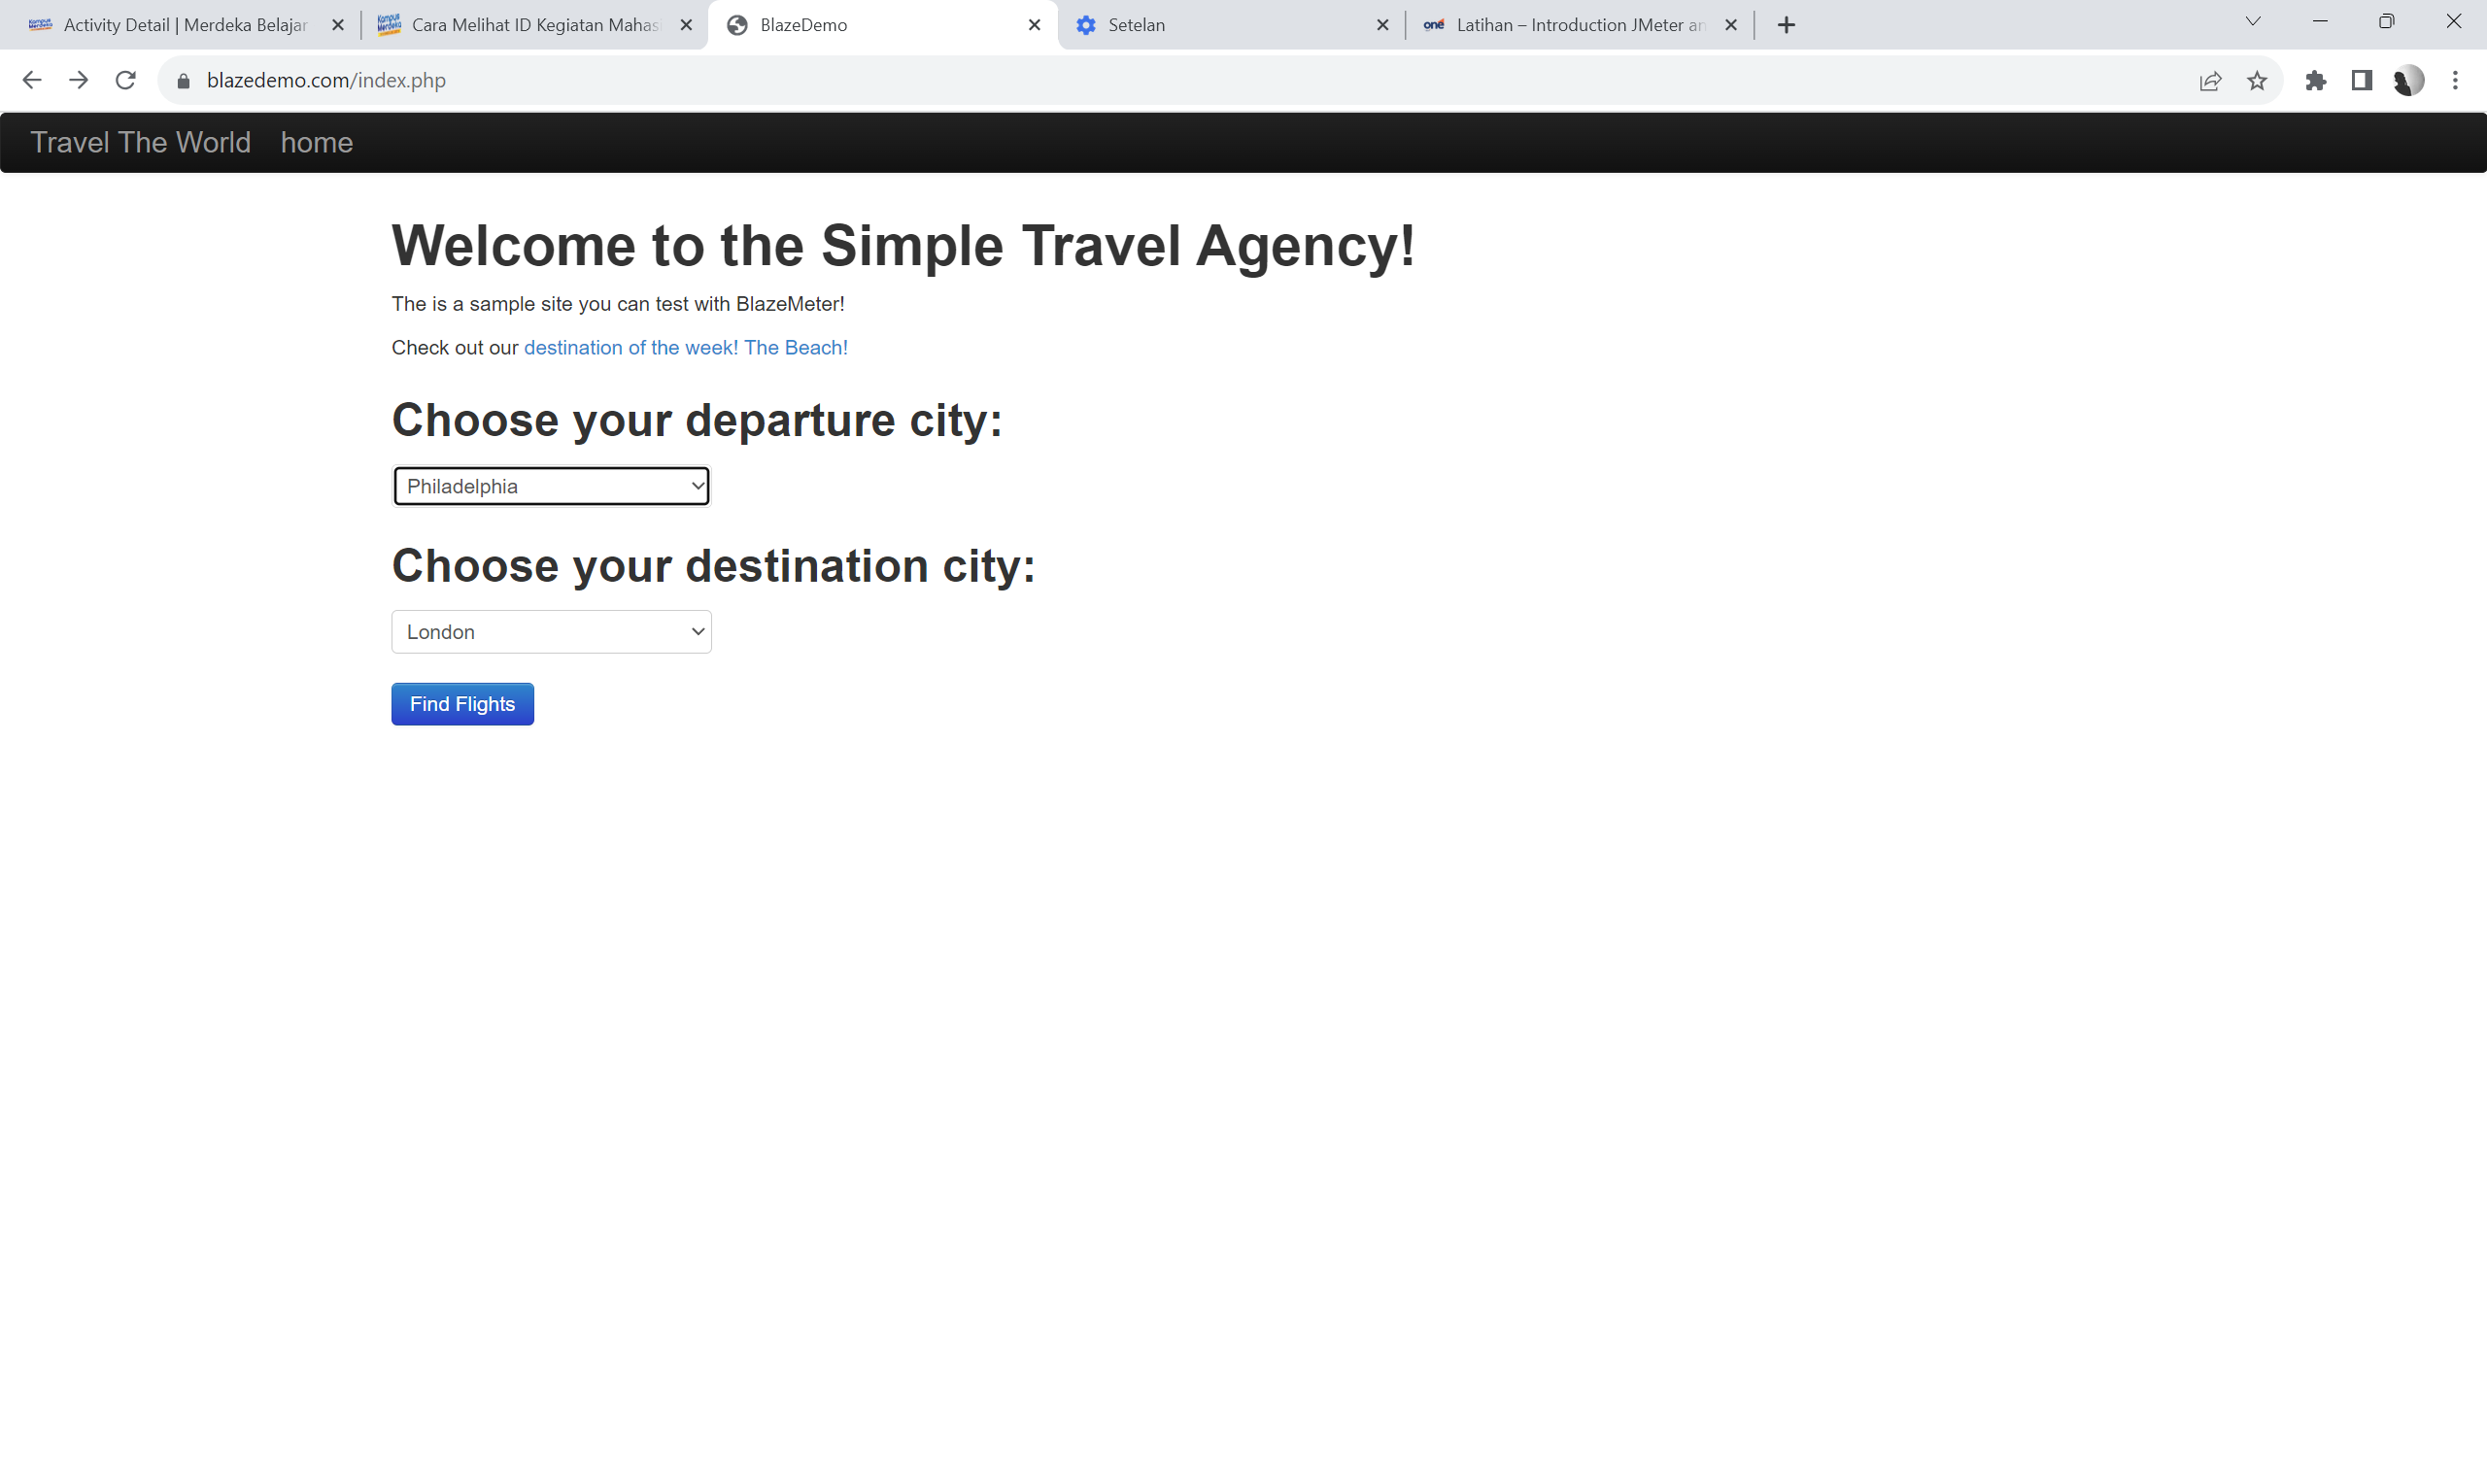 Activity Detail | Merdeka Belajar
Cara Melihat ID Kegiatan Mahasi
BlazeDemo
Setelan
one
Latihan – Introduction JMeter an
blazedemo.com/index.php
Travel The World home
Welcome to the Simple Travel Agency!
The is a sample site you can test with BlazeMeter!
Check out our destination of the week! The Beach!
Choose your departure city:
Philadelphia
Choose your destination city:
London
Find Flights